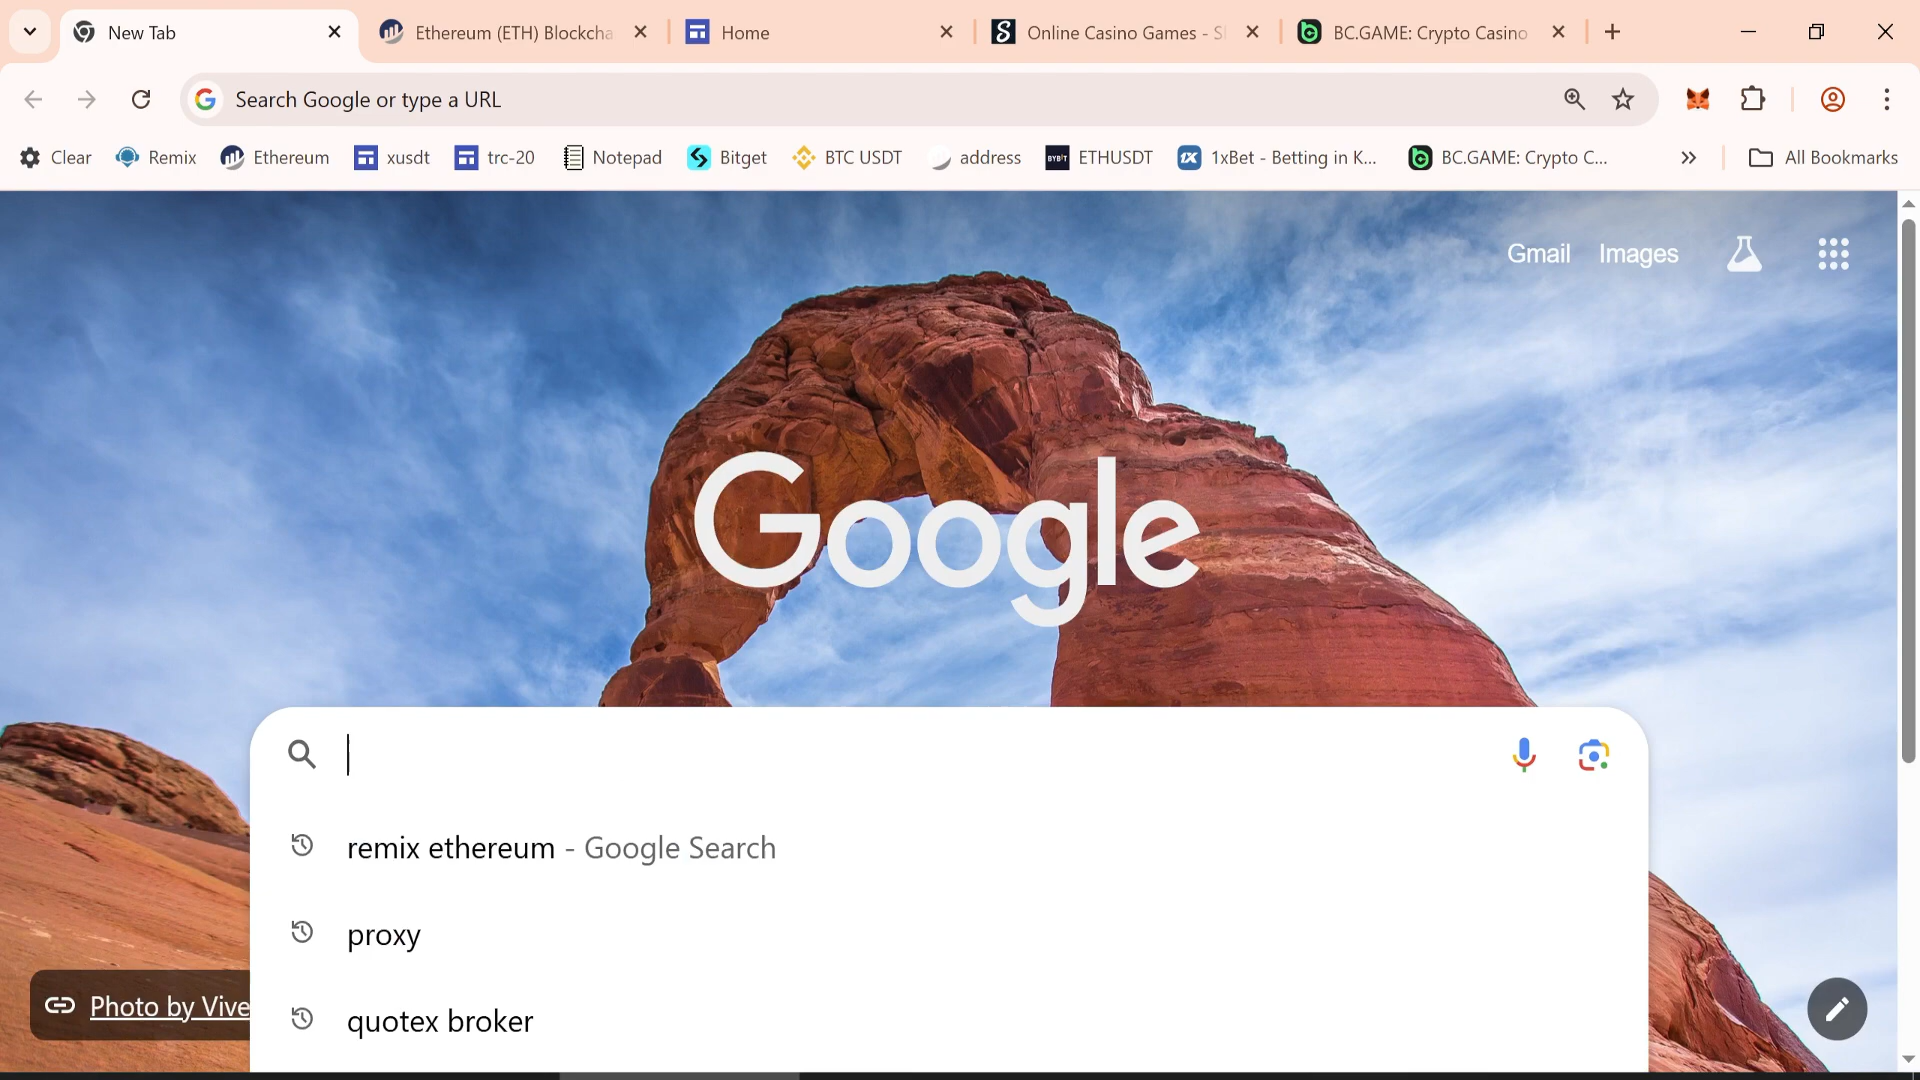 New Tab
Ethereum (ETH) Blockcha
Home
Online Casino Games - S
BC.GAME: Crypto Casino
Search Google or type a URL
Clear
Remix
Ethereum
xusdt
trc-20
Notepad
Bitget
BTC USDT
address
BYBIT
ETHUSDT
1X
1xBet - Betting in K...
BC.GAME: Crypto C...
All Bookmarks
Gmail
Images
Google
remix ethereum - Google Search
proxy
quotex broker
Photo by Vive